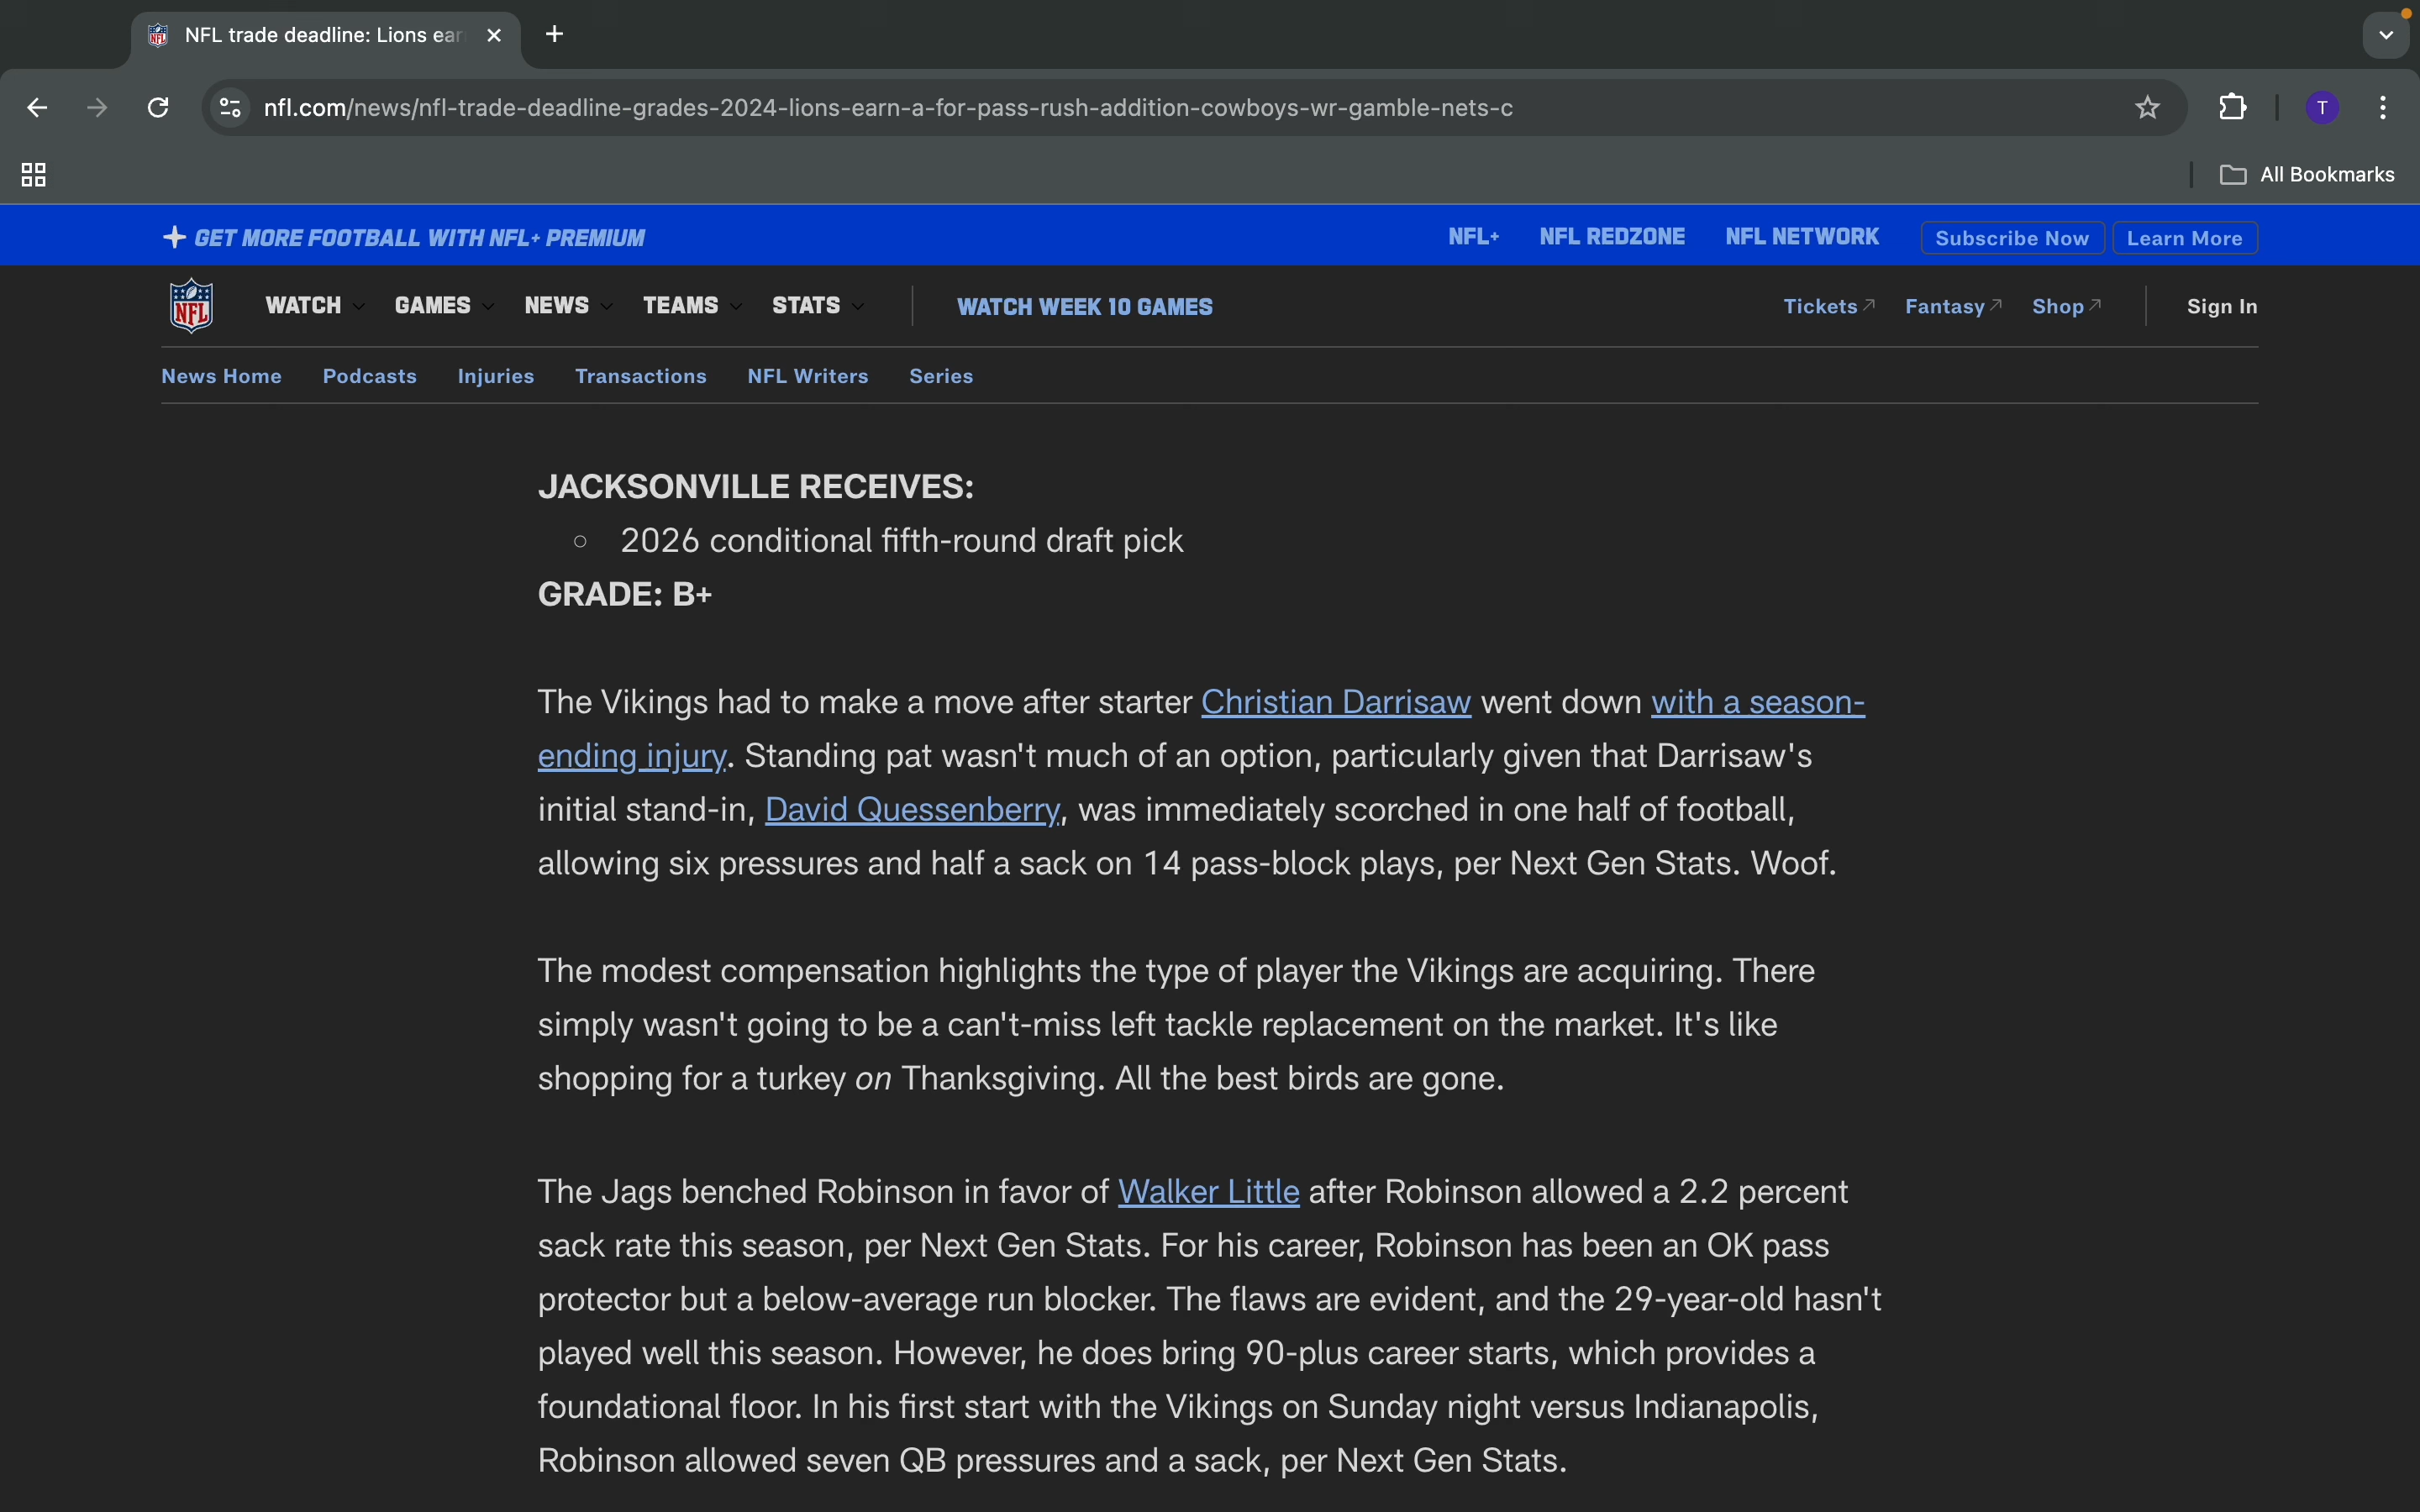 NFL trade deadline: Lions ear
nfl.com/news/nfl-trade-deadline-grades-2024-lions-earn-a-for-pass-rush-addition-cowboys-wr-gamble-nets-c
T
All Bookmarks
GET MORE FOOTBALL WITH NFL+ PREMIUM
NFL+ NFL REDZONE NFL NETWORK Subscribe Now Learn More
NFL
WATCH GAMES NEWS TEAMS STATS WATCH WEEK 10 GAMES Tickets Fantasy Shop Sign In
News Home Podcasts Injuries Transactions NFL Writers Series
JACKSONVILLE RECEIVES:
2026 conditional fifth-round draft pick
GRADE: B+
The Vikings had to make a move after starter Christian Darrisaw went down with a season-
ending injury. Standing pat wasn't much of an option, particularly given that Darrisaw's
initial stand-in, David Quessenberry, was immediately scorched in one half of football,
allowing six pressures and half a sack on 14 pass-block plays, per Next Gen Stats. Woof.
The modest compensation highlights the type of player the Vikings are acquiring. There
simply wasn't going to be a can't-miss left tackle replacement on the market. It's like
shopping for a turkey on Thanksgiving. All the best birds are gone.
The Jags benched Robinson in favor of Walker Little after Robinson allowed a 2.2 percent
sack rate this season, per Next Gen Stats. For his career, Robinson has been an OK pass
protector but a below-average run blocker. The flaws are evident, and the 29-year-old hasn't
played well this season. However, he does bring 90-plus career starts, which provides a
foundational floor. In his first start with the Vikings on Sunday night versus Indianapolis,
Robinson allowed seven QB pressures and a sack, per Next Gen Stats.